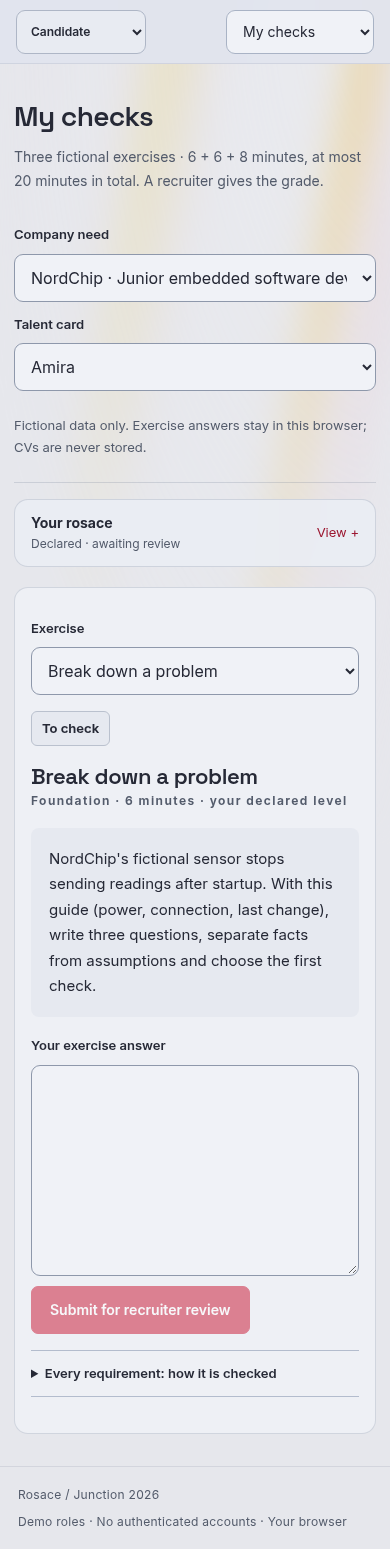 Candidate
My checks
My checks
Three fictional exercises · 6 + 6 + 8 minutes, at most
20 minutes in total. A recruiter gives the grade.
Company need
NordChip · Junior embedded software dev
Talent card
Amira
Fictional data only. Exercise answers stay in this browser;
CVs are never stored.
Your rosace
Declared · awaiting review
View +
Exercise
Break down a problem
To check
Break down a problem
Foundation · 6 minutes · your declared level
NordChip's fictional sensor stops
sending readings after startup. With this
guide (power, connection, last change),
write three questions, separate facts
from assumptions and choose the first
check.
Your exercise answer
Submit for recruiter review
Every requirement: how it is checked
Rosace / Junction 2026
Demo roles · No authenticated accounts · Your browser